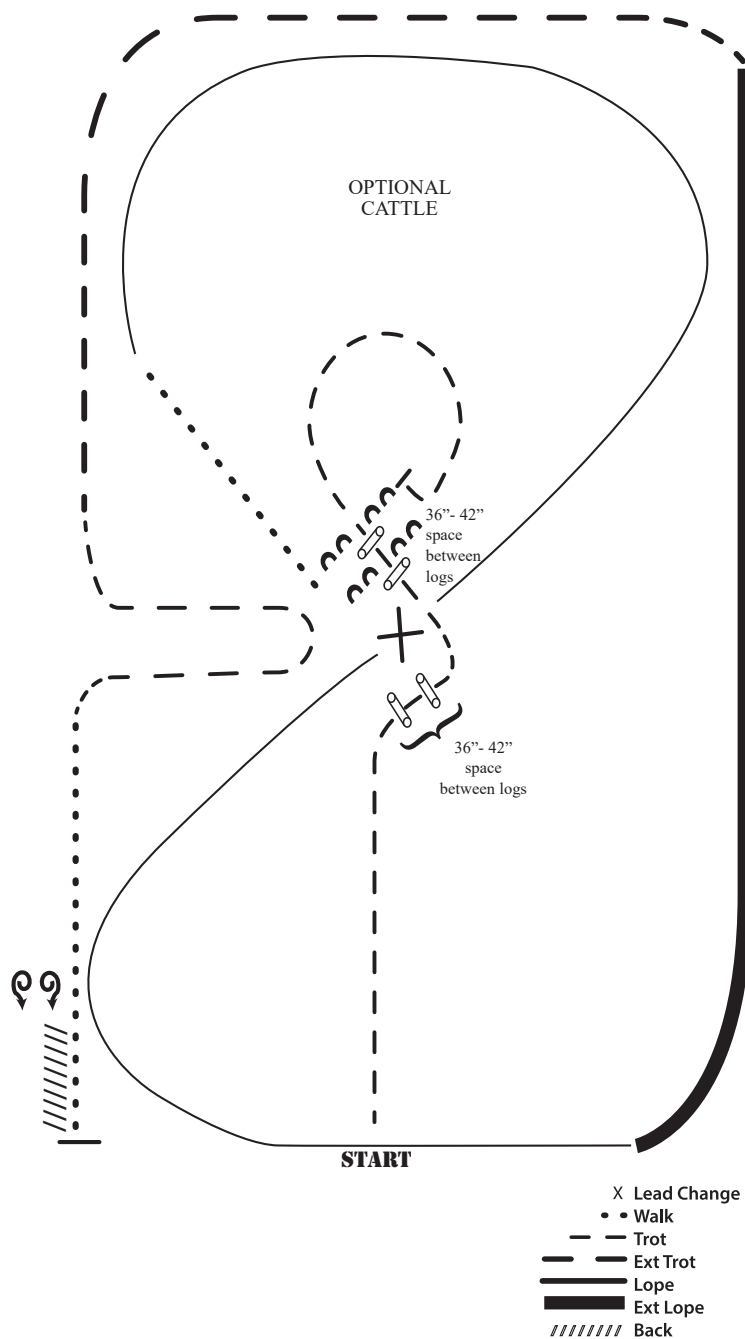 OPTIONAL
CATTLE
36”- 42”
space
between
logs
36”- 42”
space
between logs
START
X Lead Change
Walk
Trot
Ext Trot
Lope
Ext Lope
Back